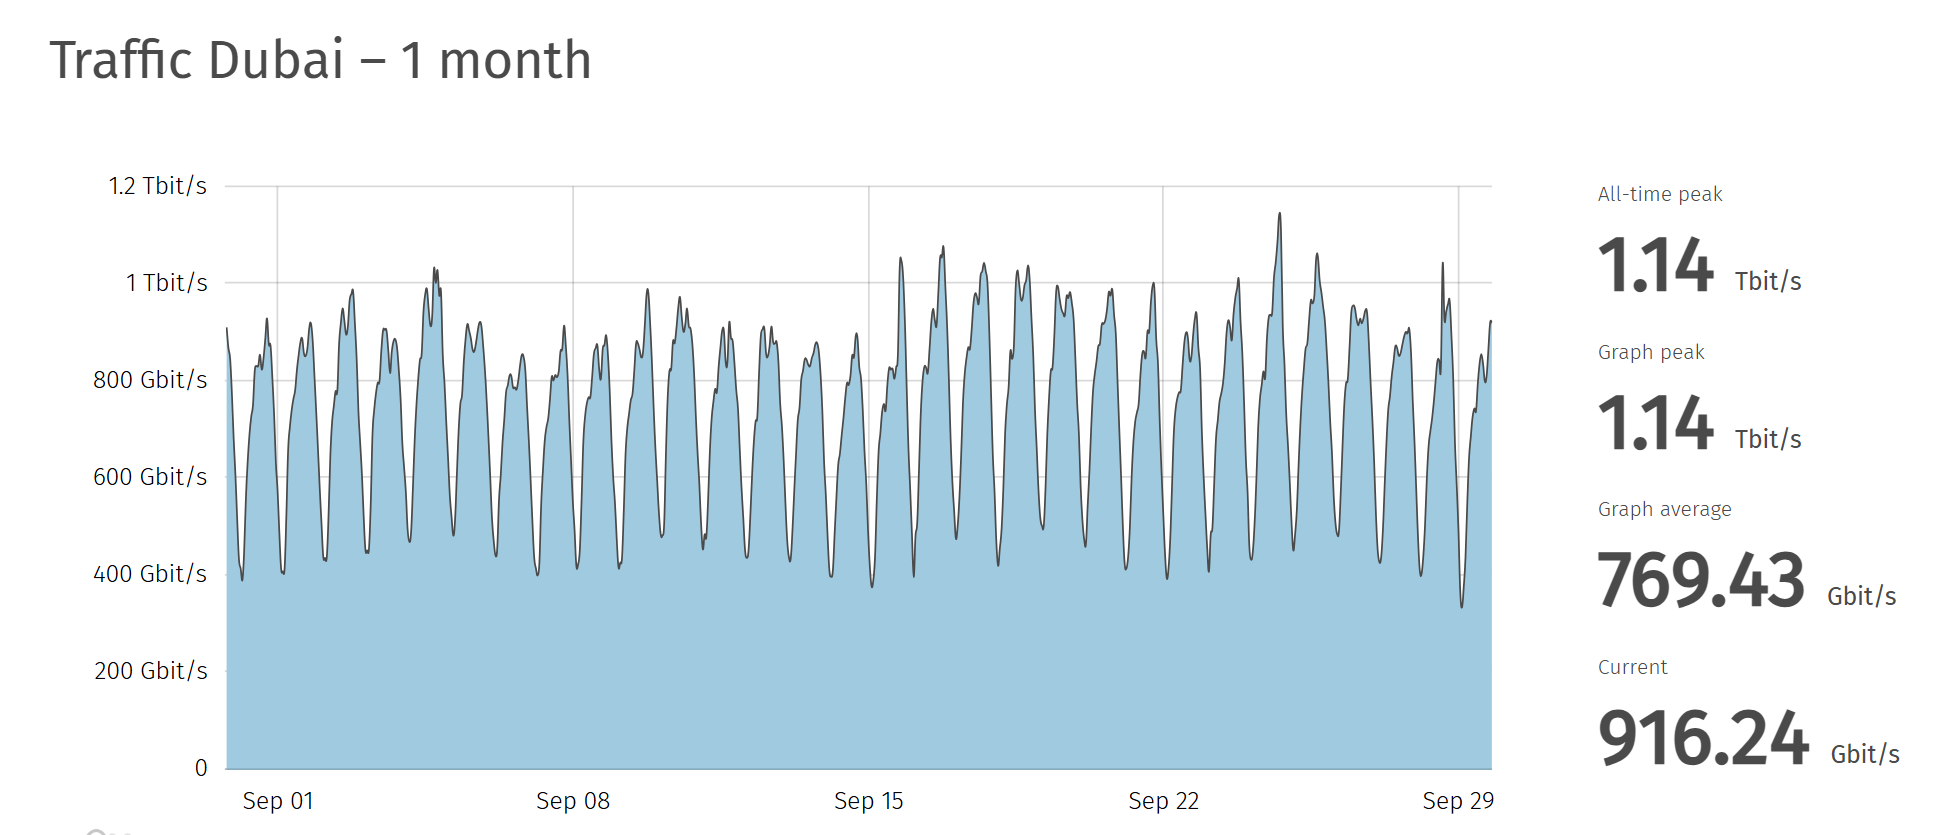 Traffic Dubai – 1 month
1.2 Tbit/s
1 Tbit/s
800 Gbit/s
600 Gbit/s
400 Gbit/s
200 Gbit/s
0
Sep 01
Sep 08
Sep 15
Sep 22
Sep 29
All-time peak
1.14 Tbit/s
Graph peak
1.14 Tbit/s
Graph average
769.43 Gbit/s
Current
916.24 Gbit/s